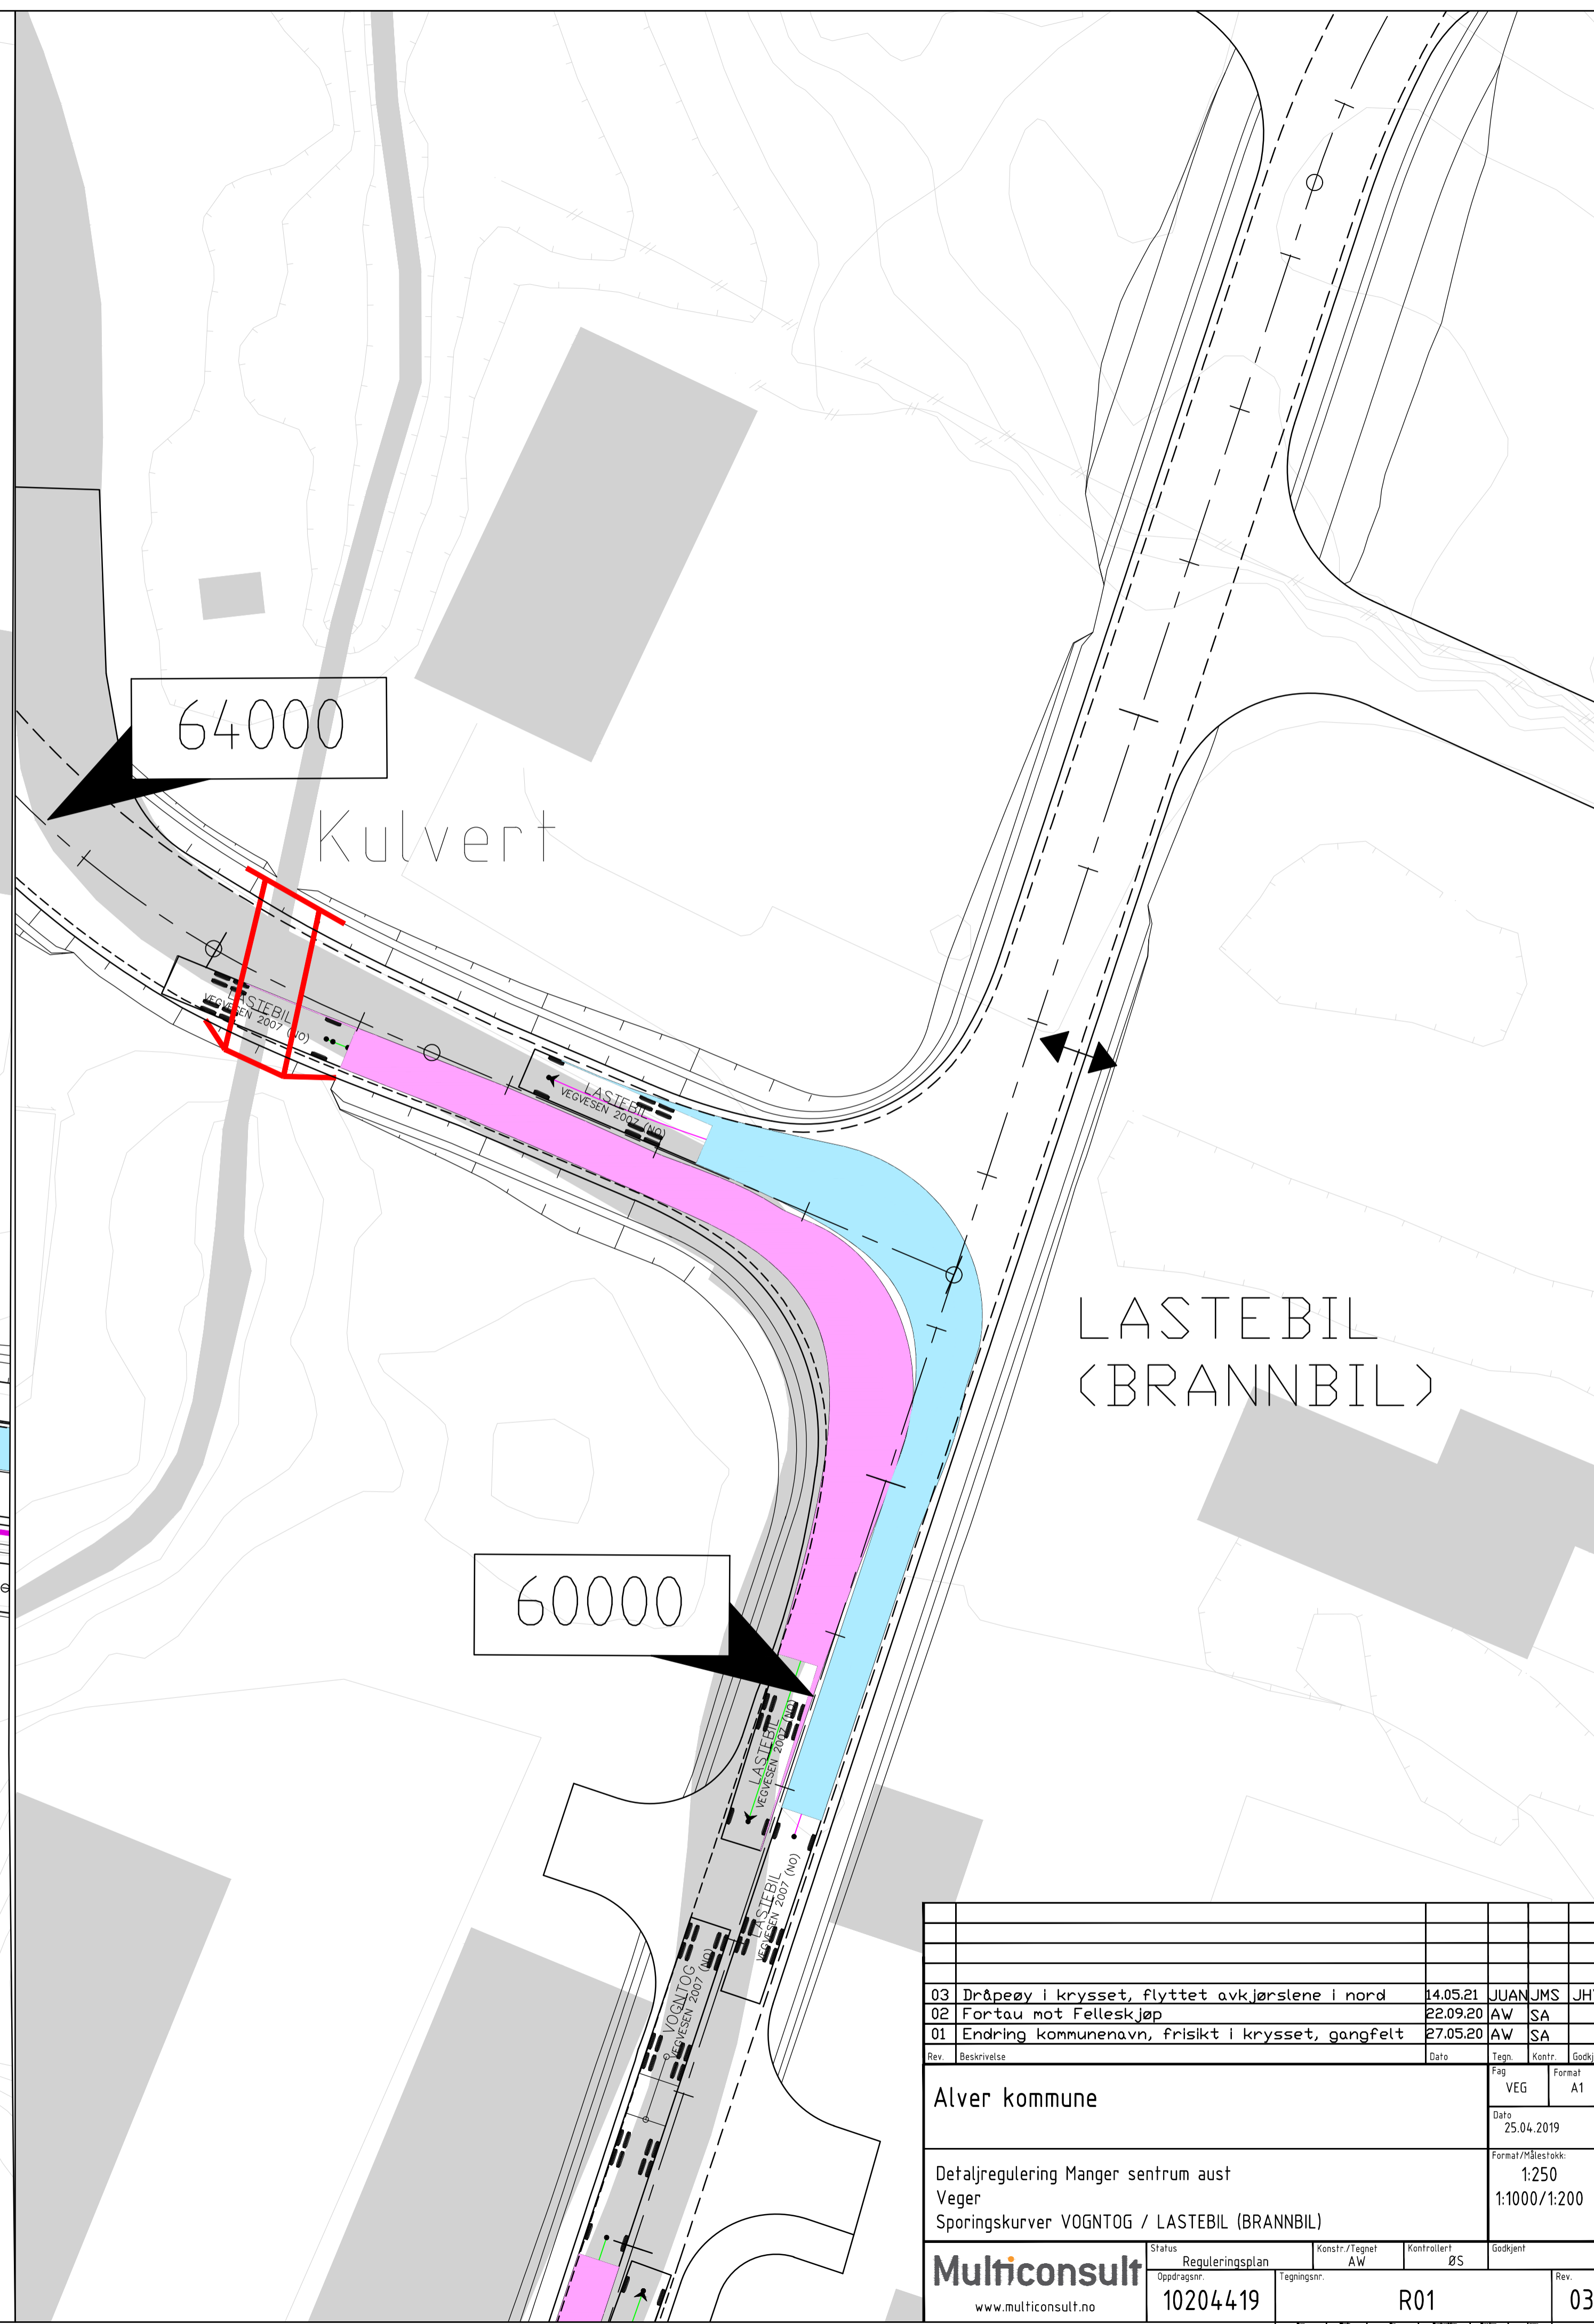 64000
Kulvert
LASTEBIL
VEGVESEN 2007 (NO)
LASTEBIL
VEGVESEN 2007 (NO)
LASTEBIL
(BRANNBIL)
60000
LASTEBIL
VEGVESEN 2007 (NO)
LASTEBIL
VEGVESEN 2007 (NO)
VOGNTOG
VEGVESEN 2007 (NO)
03 Dråpeøy i krysset, flyttet avkjørslene i nord 14.05.21 JUAN JMS
02 Fortau mot Felleskjøp 22.09.20 AW SA
01 Endring kommunenavn, frisikt i krysset, gangfelt 27.05.20 AW SA
Rev. Beskrivelse Dato Tegn. Kontr.
Alver kommune
Fag Format
VEG A1
Dato
25.04.2019
Detaljregulering Manger sentrum aust
Veger
Sporingskurver VOGNTOG / LASTEBIL (BRANNBIL)
Format/Målestokk:
1:250
1:1000/1:200
Multiconsult
www.multiconsult.no
Status Konstr./Tegnet Kontrollert Godkjent
Reguleringsplan AW ØS
Oppdragsnr. Tegningsnr. Rev.
10204419 R01 03